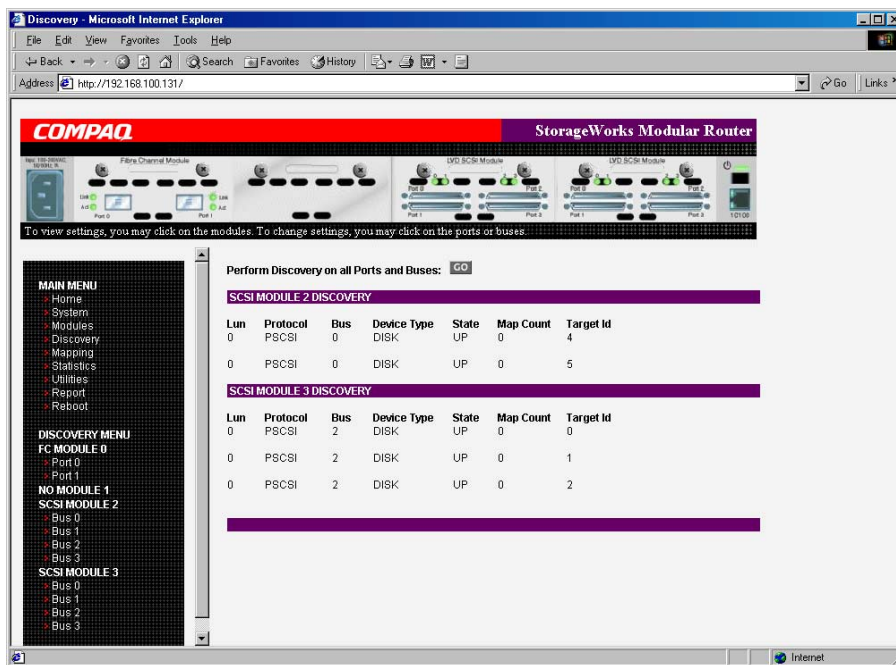 Discovery - Microsoft Internet Explorer
File Edit View Favorites Tools Help
Back Search Favorites History
Address http://192.168.100.131/ Go Links
COMPAQ StorageWorks Modular Router
Fibre Channel Module LVD SCSI Module LVD SCSI Module
Port 0 Port 2 Port 0 Port 2
Link Link
Act Act
Port 0 Port 1 Port 1 Port 3 Port 1 Port 3
To view settings, you may click on the modules. To change settings, you may click on the ports or buses.
MAIN MENU
Home
System
Modules
Discovery
Mapping
Statistics
Utilities
Report
Reboot
DISCOVERY MENU
FC MODULE 0
Port 0
Port 1
NO MODULE 1
SCSI MODULE 2
Bus 0
Bus 1
Bus 2
Bus 3
SCSI MODULE 3
Bus 0
Bus 1
Bus 2
Bus 3
Perform Discovery on all Ports and Buses: GO
SCSI MODULE 2 DISCOVERY
Lun Protocol Bus Device Type State Map Count Target Id
0 PSCSI 0 DISK UP 0 4
0 PSCSI 0 DISK UP 0 5
SCSI MODULE 3 DISCOVERY
Lun Protocol Bus Device Type State Map Count Target Id
0 PSCSI 2 DISK UP 0 0
0 PSCSI 2 DISK UP 0 1
0 PSCSI 2 DISK UP 0 2
Internet